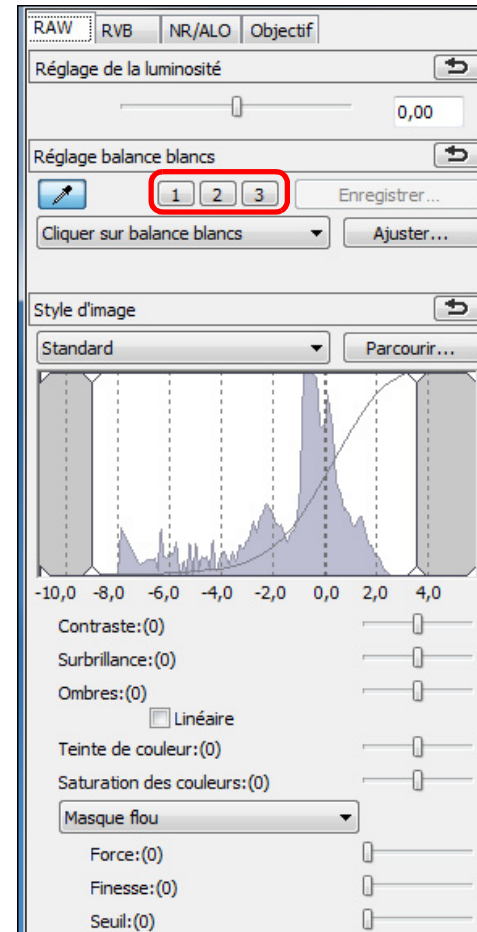 RAW RVB NR/ALO Objectif
Réglage de la luminosité
0,00
Réglage balance blancs
1 2 3 Enregistrer...
Cliquer sur balance blancs Ajuster...
Style d'image
Standard Parcourir...
-10,0 -8,0 -6,0 -4,0 -2,0 0,0 2,0 4,0
Contraste:(0)
Surbrillance:(0)
Ombres:(0)
Linéaire
Teinte de couleur:(0)
Saturation des couleurs:(0)
Masque flou
Force:(0)
Finesse:(0)
Seuil:(0)